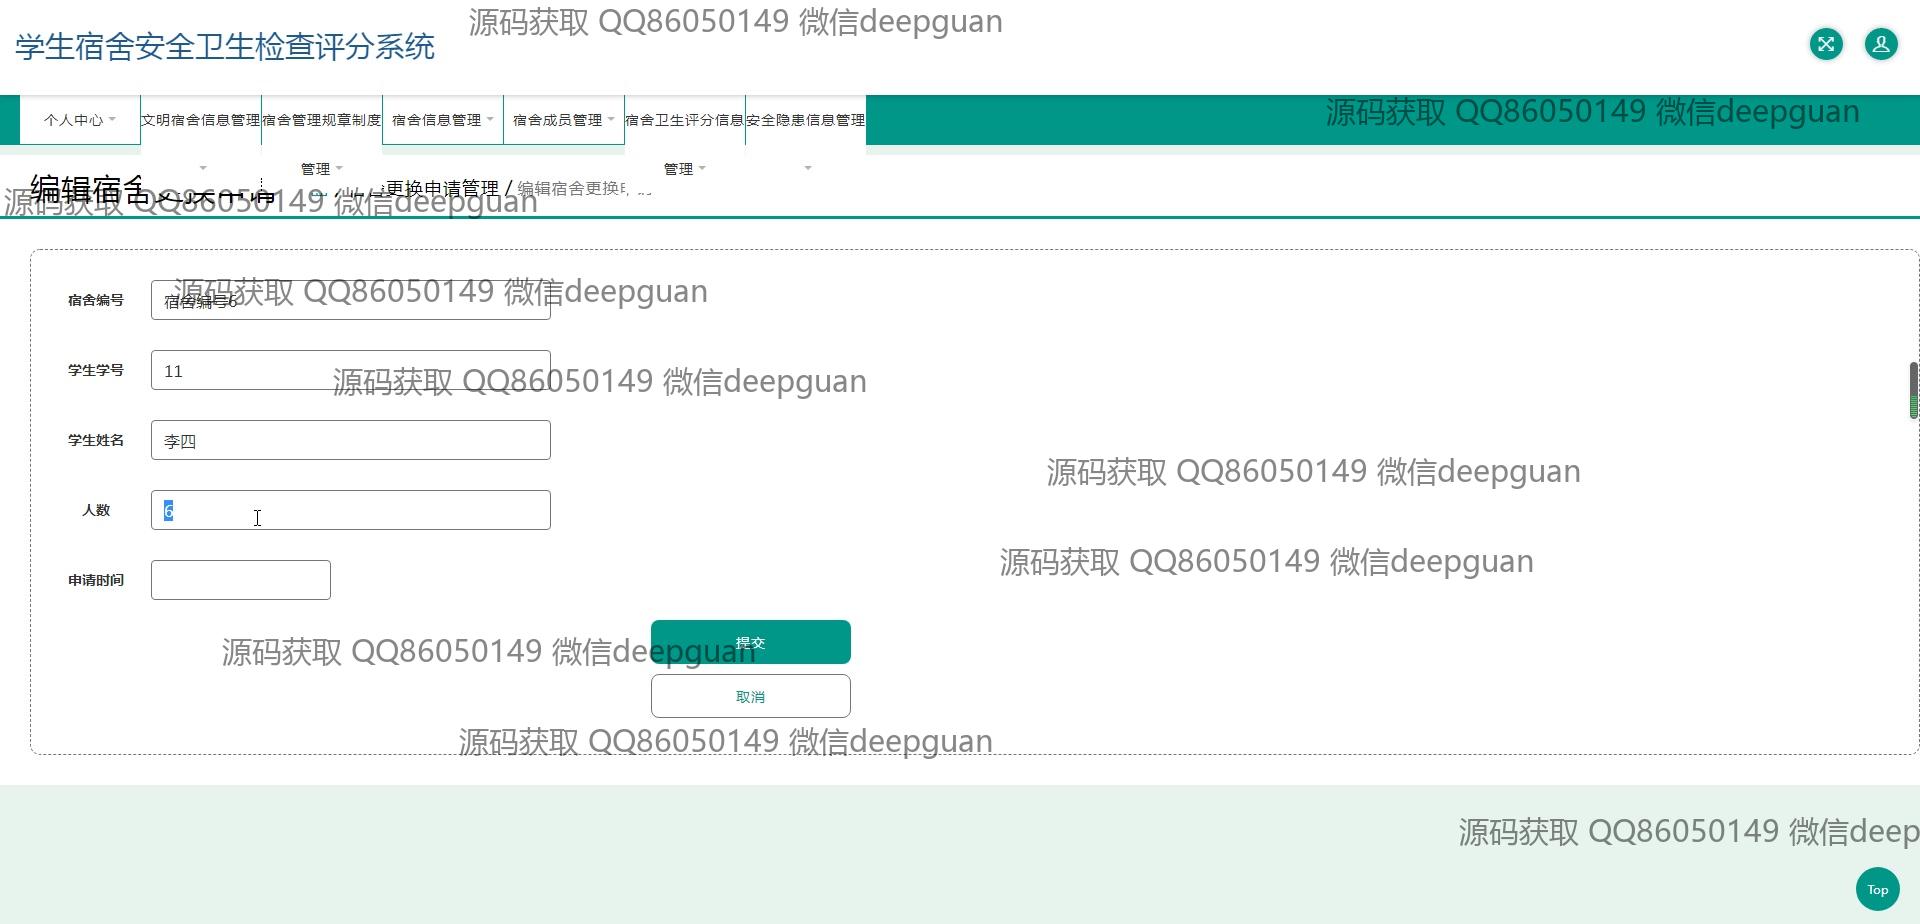 源码获取 QQ86050149 微信deepguan
学生宿舍安全卫生检查评分系统
源码获取 QQ86050149 微信deepguan
个人中心
文明宿舍信息管理
宿舍管理规章制度
管理
宿舍信息管理
宿舍成员管理
宿舍卫生评分信息
管理
安全隐患信息管理
编辑宿舍更换申请
更换申请管理 / 编辑宿舍更换申
源码获取 QQ86050149 微信deepguan
源码获取 QQ86050149 微信deepguan
宿舍编号 宿舍编号6
学生学号 11
源码获取 QQ86050149 微信deepguan
学生姓名 李四
源码获取 QQ86050149 微信deepguan
人数 6
源码获取 QQ86050149 微信deepguan
申请时间
提交
源码获取 QQ86050149 微信deepguan
取消
源码获取 QQ86050149 微信deepguan
源码获取 QQ86050149 微信deep
Top